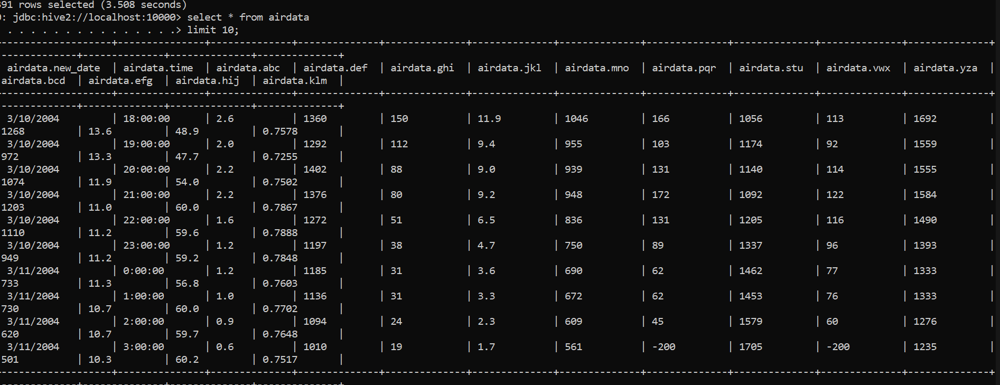 391 rows selected (3.508 seconds)
0: jdbc:hive2://localhost:10000> select * from airdata
. . . . . . . . . . . . . . .> limit 10;
-------------------+---------------+--------------+--------------+--------------+--------------+--------------+--------------+--------------+--------------+--------------+
-------------+--------------+--------------+--------------+
airdata.new_date | airdata.time | airdata.abc | airdata.def | airdata.ghi | airdata.jkl | airdata.mno | airdata.pqr | airdata.stu | airdata.vwx | airdata.yza |
airdata.bcd | airdata.efg | airdata.hij | airdata.klm |
-------------------+---------------+--------------+--------------+--------------+--------------+--------------+--------------+--------------+--------------+--------------+
-------------+--------------+--------------+--------------+
3/10/2004 | 18:00:00 | 2.6 | 1360 | 150 | 11.9 | 1046 | 166 | 1056 | 113 | 1692 |
1268 | 13.6 | 48.9 | 0.7578 |
3/10/2004 | 19:00:00 | 2.0 | 1292 | 112 | 9.4 | 955 | 103 | 1174 | 92 | 1559 |
972 | 13.3 | 47.7 | 0.7255 |
3/10/2004 | 20:00:00 | 2.2 | 1402 | 88 | 9.0 | 939 | 131 | 1140 | 114 | 1555 |
1074 | 11.9 | 54.0 | 0.7502 |
3/10/2004 | 21:00:00 | 2.2 | 1376 | 80 | 9.2 | 948 | 172 | 1092 | 122 | 1584 |
1203 | 11.0 | 60.0 | 0.7867 |
3/10/2004 | 22:00:00 | 1.6 | 1272 | 51 | 6.5 | 836 | 131 | 1205 | 116 | 1490 |
1110 | 11.2 | 59.6 | 0.7888 |
3/10/2004 | 23:00:00 | 1.2 | 1197 | 38 | 4.7 | 750 | 89 | 1337 | 96 | 1393 |
949 | 11.2 | 59.2 | 0.7848 |
3/11/2004 | 0:00:00 | 1.2 | 1185 | 31 | 3.6 | 690 | 62 | 1462 | 77 | 1333 |
733 | 11.3 | 56.8 | 0.7603 |
3/11/2004 | 1:00:00 | 1.0 | 1136 | 31 | 3.3 | 672 | 62 | 1453 | 76 | 1333 |
730 | 10.7 | 60.0 | 0.7702 |
3/11/2004 | 2:00:00 | 0.9 | 1094 | 24 | 2.3 | 609 | 45 | 1579 | 60 | 1276 |
620 | 10.7 | 59.7 | 0.7648 |
3/11/2004 | 3:00:00 | 0.6 | 1010 | 19 | 1.7 | 561 | -200 | 1705 | -200 | 1235 |
501 | 10.3 | 60.2 | 0.7517 |
-------------------+---------------+--------------+--------------+--------------+--------------+--------------+--------------+--------------+--------------+--------------+
-------------+--------------+--------------+--------------+